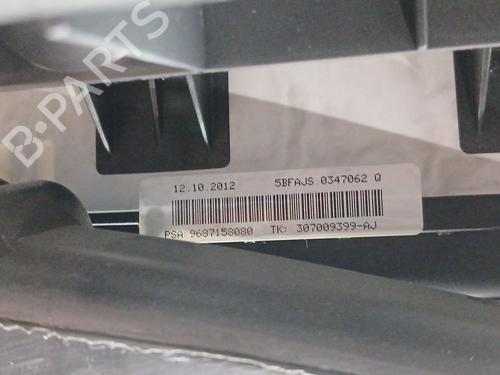 B-PARTS
12.10.2012 5BFAJS 0347062 Q
PSA: 9687158080 TK: 307009399-AJ